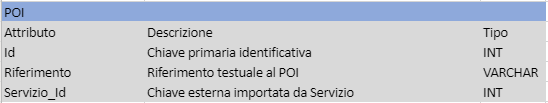 POI
Attributo Descrizione Tipo
Id Chiave primaria identificativa INT
Riferimento Riferimento testuale al POI VARCHAR
Servizio_Id Chiave esterna importata da Servizio INT